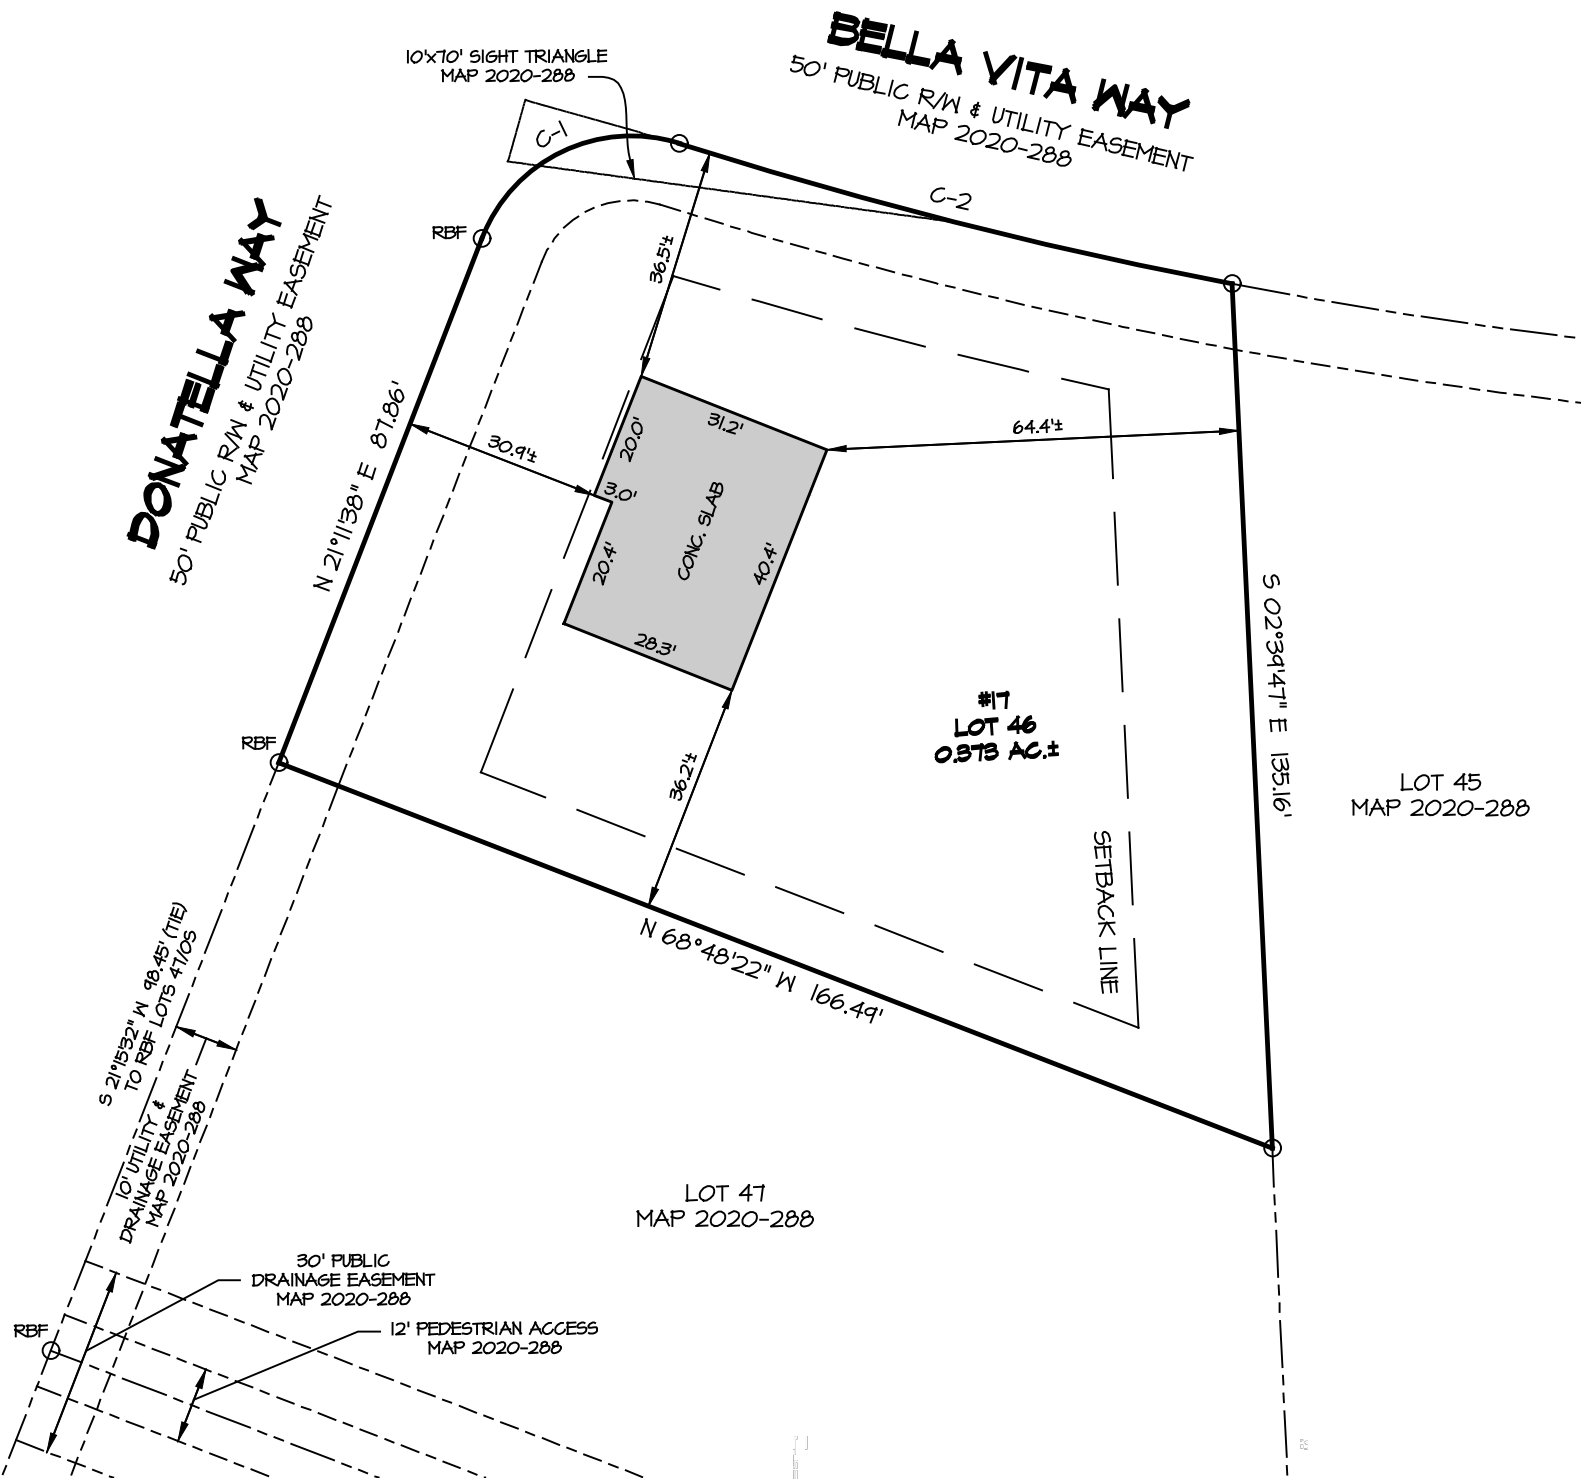 BELLA VITA WAY
50' PUBLIC R/W & UTILITY EASEMENT
MAP 2020-288
10'x70' SIGHT TRIANGLE
MAP 2020-288
C-1
C-2
RBF
DONATELLA WAY
50' PUBLIC R/W & UTILITY EASEMENT
MAP 2020-288
N 21°11'38" E 87.86'
36.5'±
30.9'±
64.4'±
31.2'
20.0'
3.0'
20.4'
CONC. SLAB
40.4'
28.3'
36.2'±
#17
LOT 46
0.373 AC.±
S 02°39'47" E 135.16'
LOT 45
MAP 2020-288
SETBACK LINE
RBF
N 68°48'22" W 166.49'
S 21°15'32" W 98.45' (TIE)
TO RBF LOTS 47/OS
10' UTILITY &
DRAINAGE EASEMENT
MAP 2020-288
LOT 47
MAP 2020-288
30' PUBLIC
DRAINAGE EASEMENT
MAP 2020-288
12' PEDESTRIAN ACCESS
MAP 2020-288
RBF